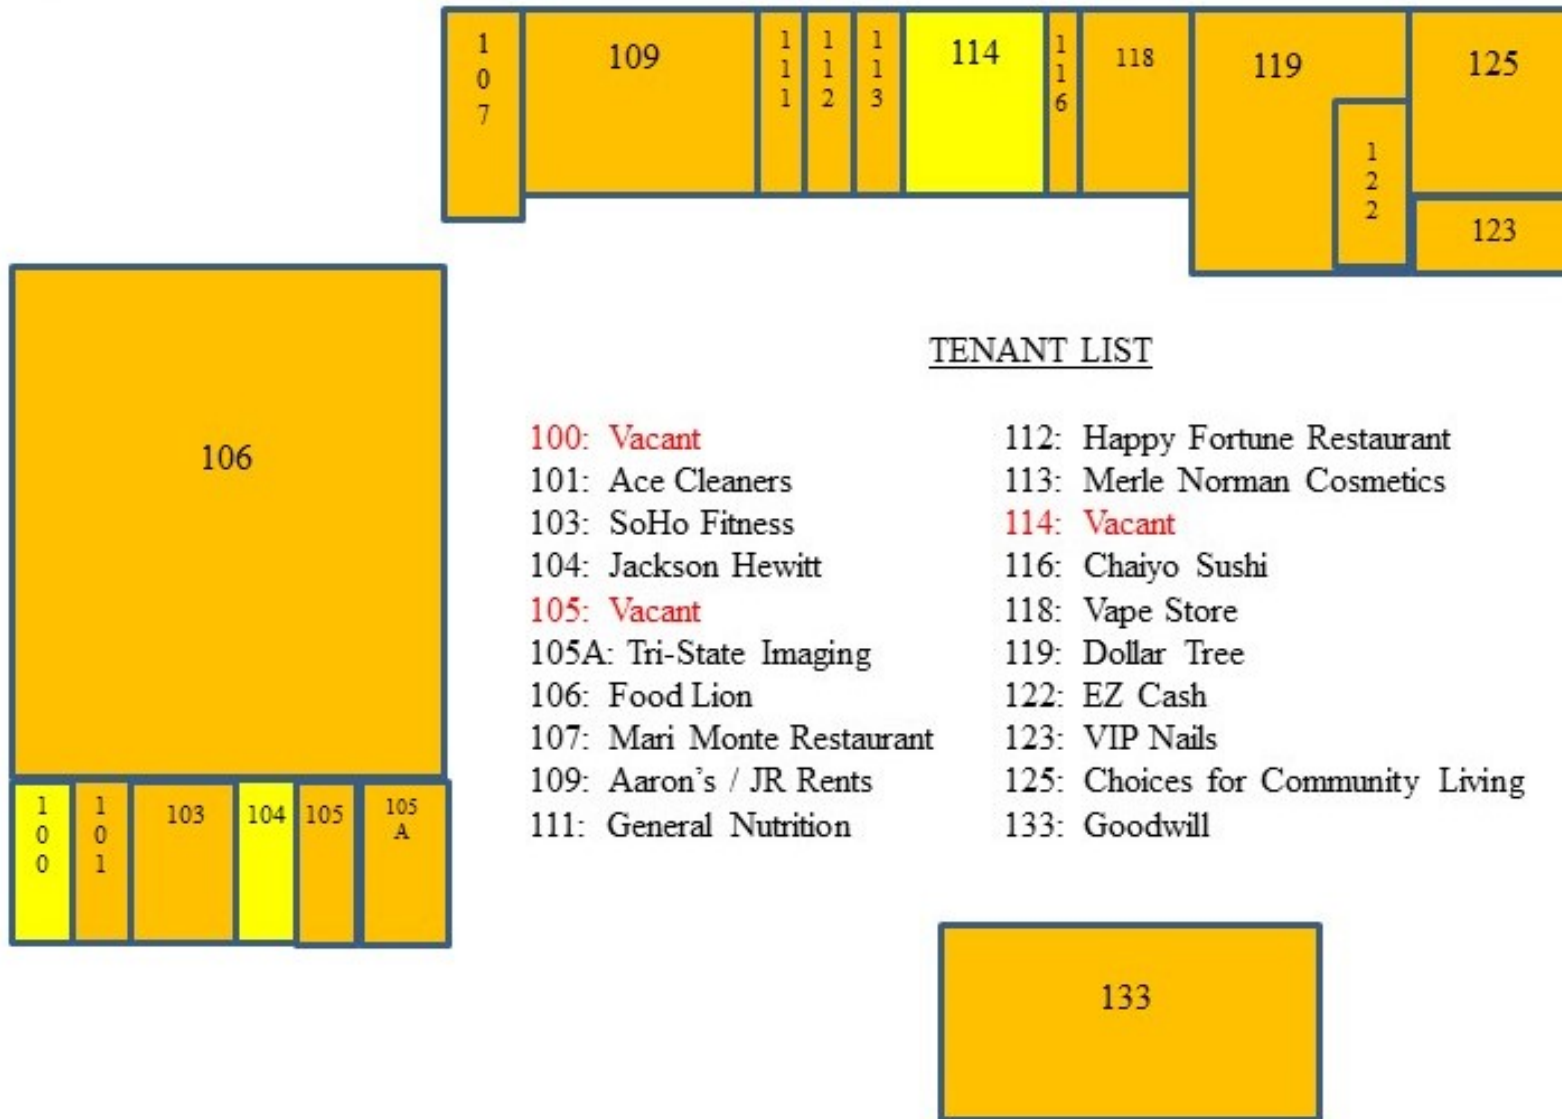 107
109
111
112
113
114
116
118
119
122
125
123
106
100
101
103
104
105
105
A
TENANT LIST
100: Vacant
101: Ace Cleaners
103: SoHo Fitness
104: Jackson Hewitt
105: Vacant
105A: Tri-State Imaging
106: Food Lion
107: Mari Monte Restaurant
109: Aaron’s / JR Rents
111: General Nutrition
112: Happy Fortune Restaurant
113: Merle Norman Cosmetics
114: Vacant
116: Chaiyo Sushi
118: Vape Store
119: Dollar Tree
122: EZ Cash
123: VIP Nails
125: Choices for Community Living
133: Goodwill
133